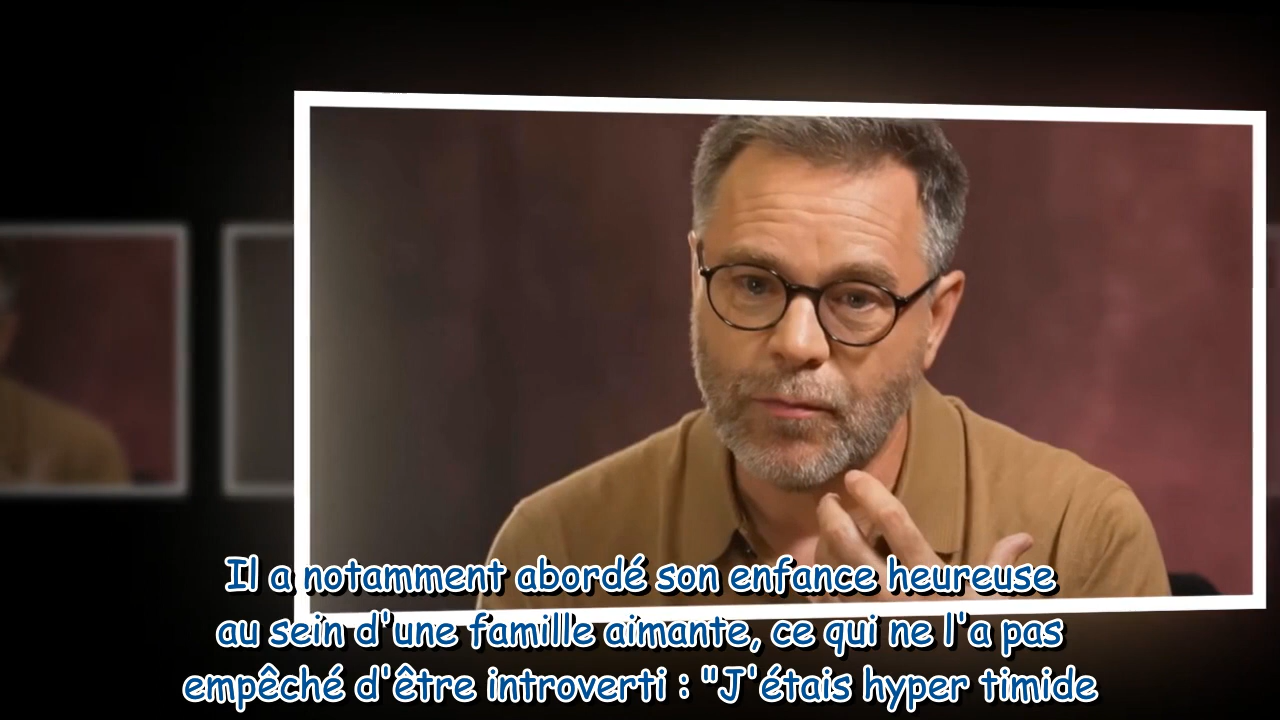 Il a notamment abordé son enfance heureuse
au sein d'une famille aimante, ce qui ne l'a pas
empêché d'être introverti : "J'étais hyper timide